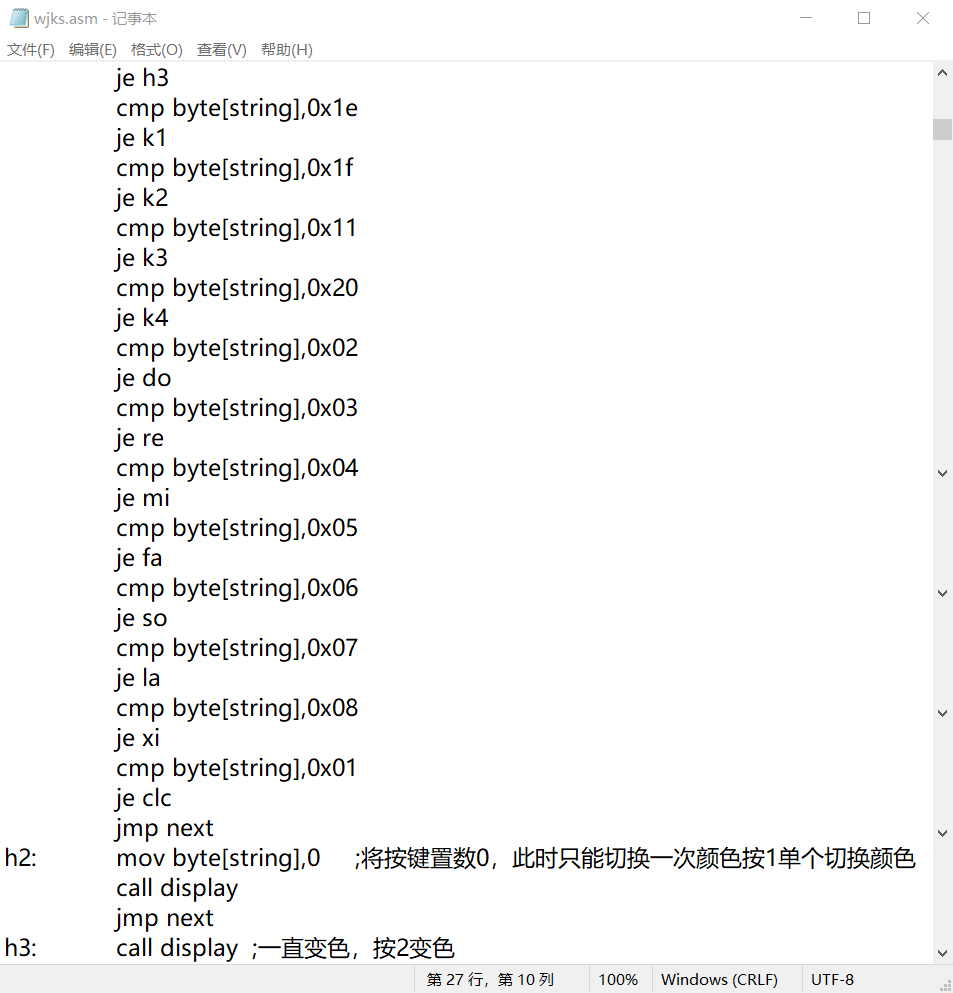 wjks.asm - 记事本
文件(F) 编辑(E) 格式(O) 查看(V) 帮助(H)
je h3
cmp byte[string],0x1e
je k1
cmp byte[string],0x1f
je k2
cmp byte[string],0x11
je k3
cmp byte[string],0x20
je k4
cmp byte[string],0x02
je do
cmp byte[string],0x03
je re
cmp byte[string],0x04
je mi
cmp byte[string],0x05
je fa
cmp byte[string],0x06
je so
cmp byte[string],0x07
je la
cmp byte[string],0x08
je xi
cmp byte[string],0x01
je clc
jmp next
h2: mov byte[string],0 ;将按键置数0，此时只能切换一次颜色按1单个切换颜色
call display
jmp next
h3: call display ;一直变色，按2变色
第 27 行，第 10 列 100% Windows (CRLF) UTF-8